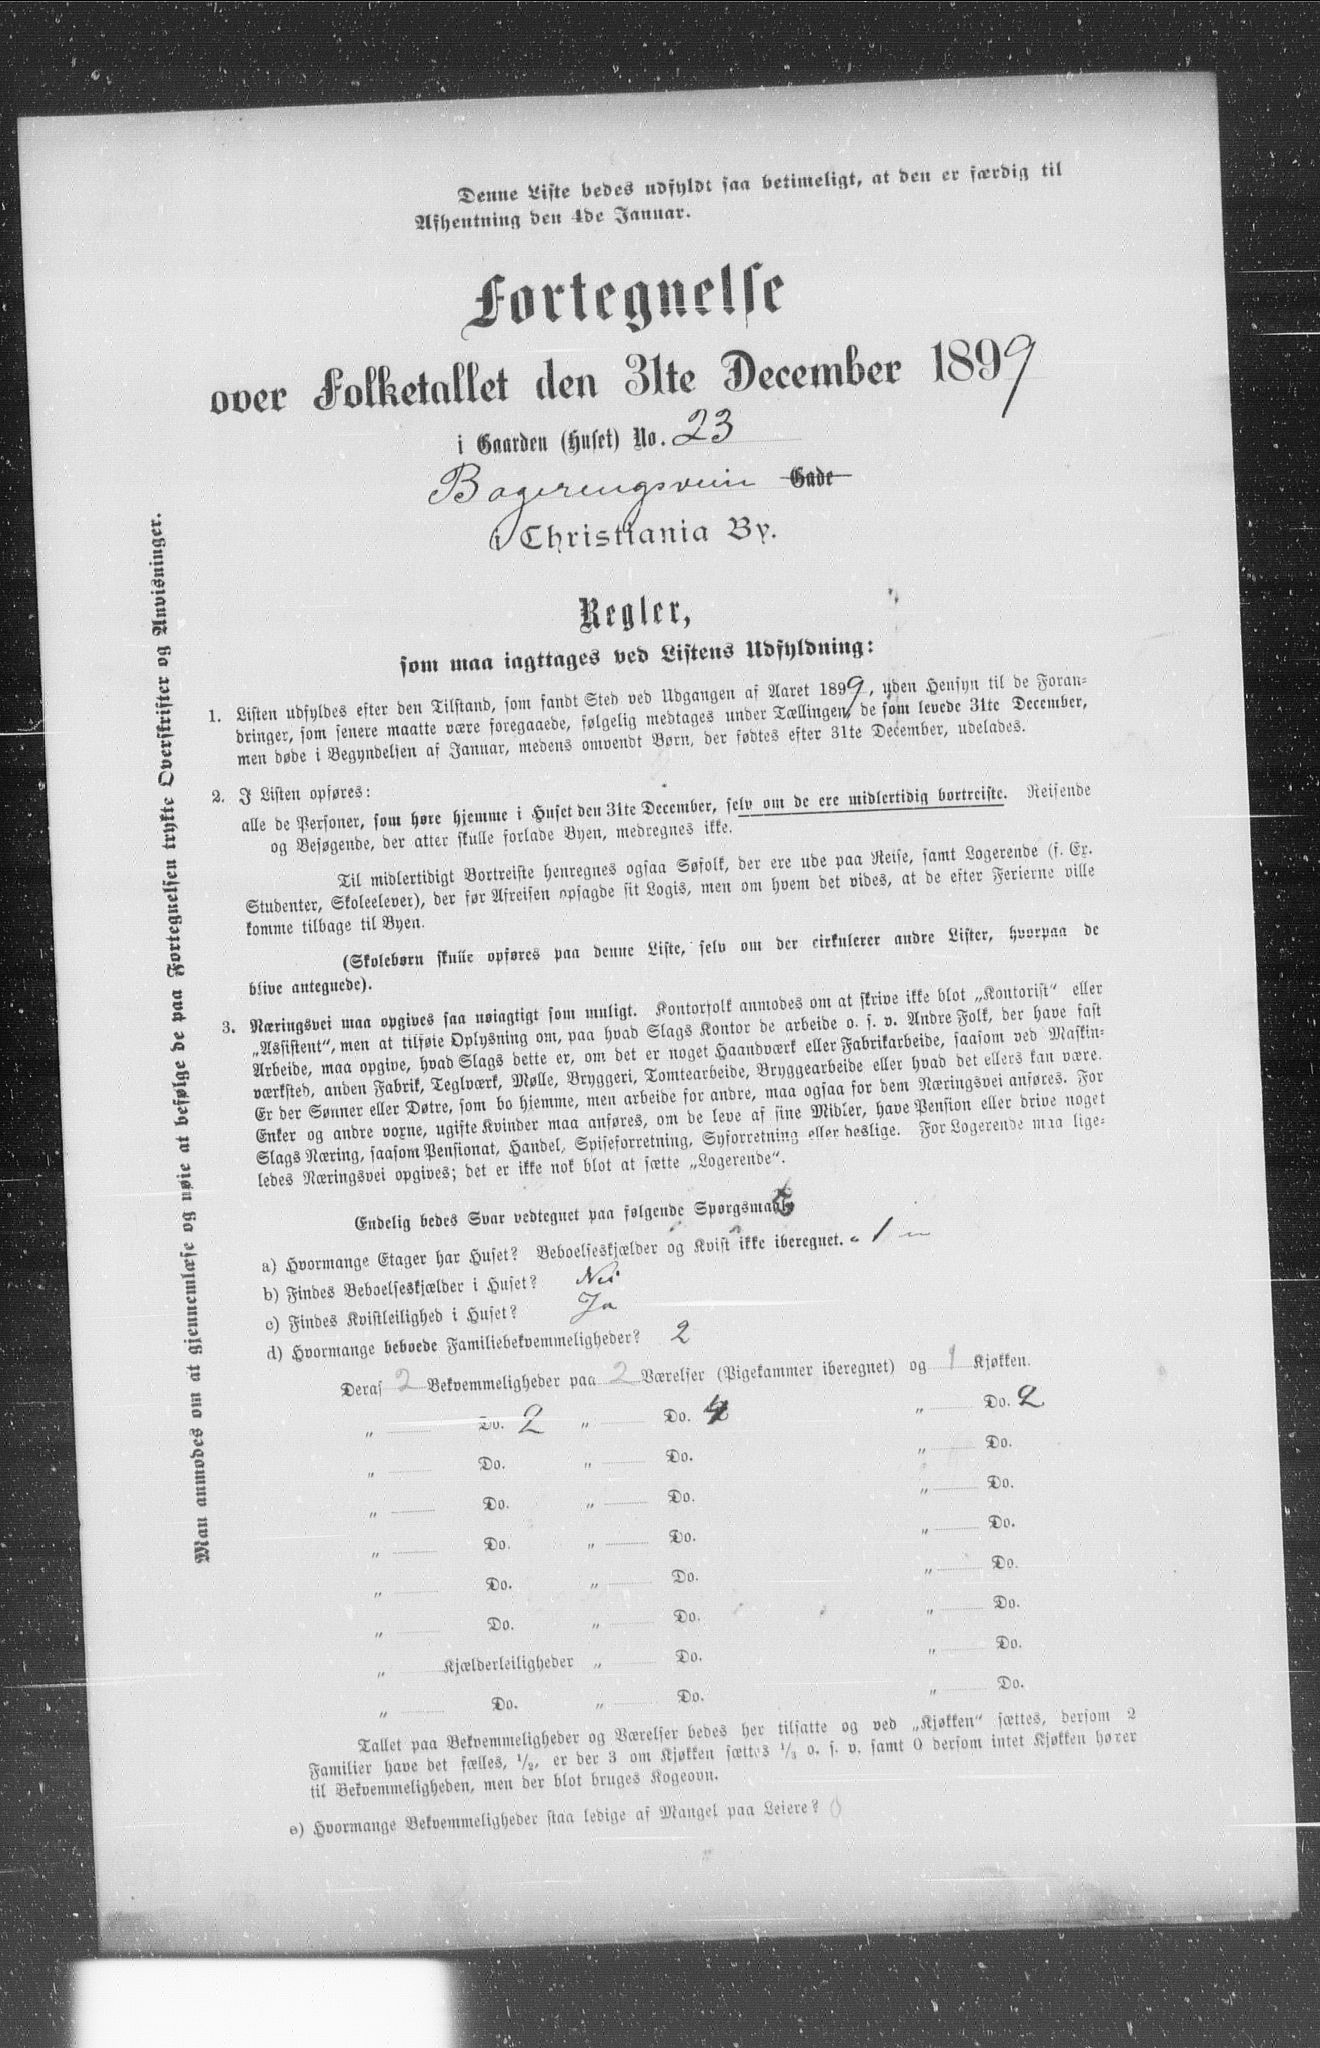 Denne Liste bedes udfyldt saa betimeligt, at den er færdig til
Afhentning den 4de Januar.
Fortegnelse
over Folketallet den 31te December 1899
i Gaarden (Huset) No. 23
Bogerengsveien Gade
i Christiania By.
Regler,
som maa iagttages ved Listens Udfyldning:
1. Listen udfyldes efter den Tilstand, som fandt Sted ved Udgangen af Aaret 1899, uden Hensyn til de Foran-
dringer, som senere maatte være foregaaede, følgelig medtages under Tællingen, de som levede 31te December,
men døde i Begyndelsen af Januar, medens omvendt Børn, der fødtes efter 31te December, udelades.
2. I Listen opføres:
alle de Personer, som høre hjemme i Huset den 31te December, selv om de ere midlertidig bortreiste. Reisende
og Besøgende, der atter skulle forlade Byen, medregnes ikke.
Til midlertidigt Bortreiste henregnes ogsaa Søfolk, der ere ude paa Reise, samt Logerende (f. Ex.
Studenter, Skoleelever), der før Afreisen opsagde sit Logis, men om hvem det vides, at de efter Ferierne ville
komme tilbage til Byen.
(Skolebørn skulle opføres paa denne Liste, selv om der cirkulerer andre Lister, hvorpaa de
blive antegnede).
3. Næringsvei maa opgives saa nøiagtigt som muligt. Kontorfolk anmodes om at skrive ikke blot „Kontorist“ eller
„Assistent“, men at tilføie Oplysning om, paa hvad Slags Kontor de arbeide o. s. v. Andre Folk, der have fast
Arbeide, maa opgive, hvad Slags dette er, om det er noget Haandværk eller Fabrikarbeide, saasom ved Maskin-
værksted, anden Fabrik, Teglværk, Mølle, Bryggeri, Tomtearbeide, Bryggearbeide eller hvad det ellers kan være.
Er der Sønner eller Døtre, som bo hjemme, men arbeide for andre, maa ogsaa for dem Næringsvei anføres. For
Enker og andre voxne, ugifte Kvinder maa anføres, om de leve af sine Midler, have Pension eller drive noget
Slags Næring, saasom Pensionat, Handel, Spiseforretning, Syforretning eller deslige. For Logerende maa lige-
ledes Næringsvei opgives; det er ikke nok blot at sætte „Logerende“.
Endelig bedes Svar vedtegnet paa følgende Spørgsmaal:
a) Hvormange Etager har Huset? Beboelseskjælder og Kvist ikke iberegnet. „ 1 „
b) Findes Beboelseskjælder i Huset? Nei
c) Findes Kvistleilighed i Huset? Ja
d) Hvormange beboede Familiebekvemmeligheder? 2
Deraf 2 Bekvemmeligheder paa 2 Værelser (Pigekammer iberegnet) og 1 Kjøkken.
„ Do. 2 „ Do. „ Do. 2
„ Do. „ Do. „ Do.
„ Do. „ Do. „ Do.
„ Do. „ Do. „ Do.
„ Do. „ Do. „ Do.
„ Do. „ Do. „ Do.
„ Kjælderleiligheder „ Do. „ Do.
„ Do. „ Do. „ Do.
Tallet paa Bekvemmeligheder og Værelser bedes her tilsatte og ved „Kjøkken“ sættes, dersom 2
Familier have det fælles, 1/2, er der 3 om Kjøkken sættes 1/3 o. s. v. samt 0 dersom intet Kjøkken hører
til Bekvemmeligheden, men der blot bruges Kogeovn.
e) Hvormange Bekvemmeligheder staa ledige af Mangel paa Leiere? 0
Man anmodes om at gjennemlæse og nøie at befølge de paa Fortegnelsen trykte Overskrifter og Anvisninger.